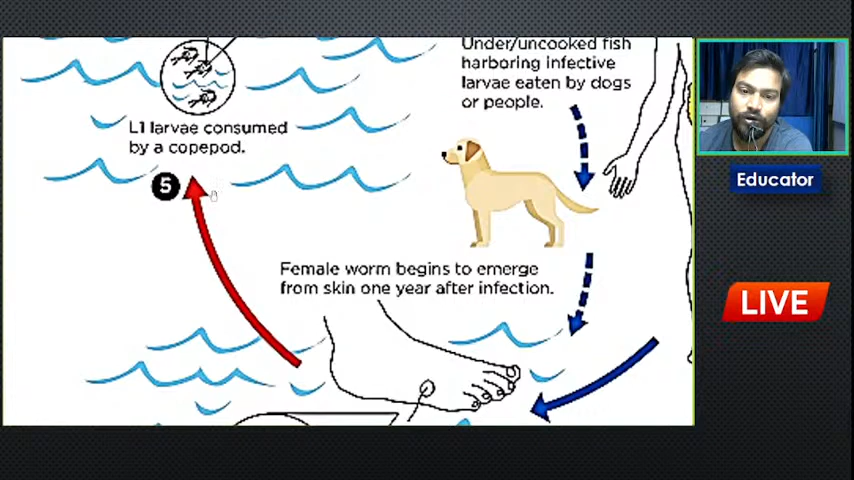 Under/uncooked fish
harboring infective
larvae eaten by dogs
or people.
L1 larvae consumed
by a copepod.
5
Educator
Female worm begins to emerge
from skin one year after infection.
LIVE